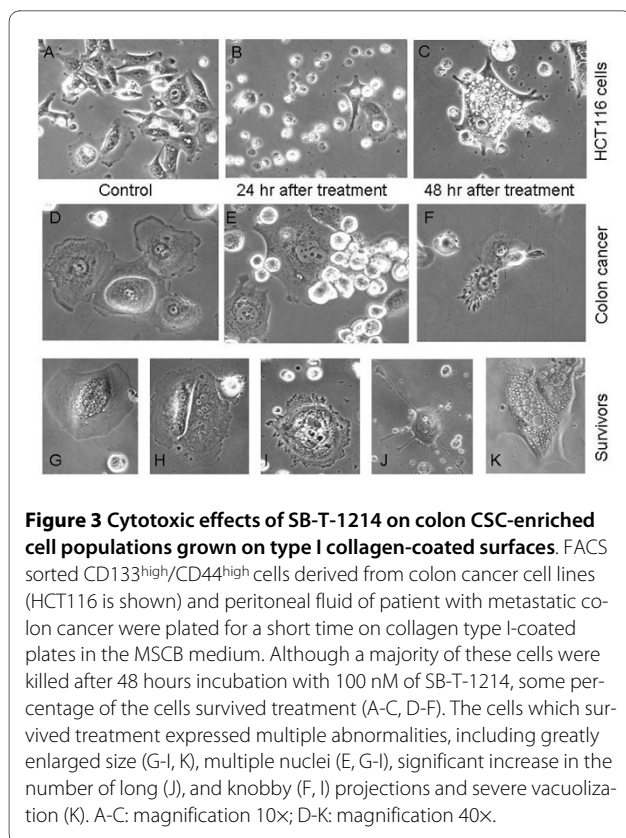 A
B
C
HCT116 cells
Control
24 hr after treatment
48 hr after treatment
D
E
F
Colon cancer
G
H
I
J
K
Survivors
Figure 3 Cytotoxic effects of SB-T-1214 on colon CSC-enriched
cell populations grown on type I collagen-coated surfaces. FACS
sorted CD133high/CD44high cells derived from colon cancer cell lines
(HCT116 is shown) and peritoneal fluid of patient with metastatic co-
lon cancer were plated for a short time on collagen type I-coated
plates in the MSCB medium. Although a majority of these cells were
killed after 48 hours incubation with 100 nM of SB-T-1214, some per-
centage of the cells survived treatment (A-C, D-F). The cells which sur-
vived treatment expressed multiple abnormalities, including greatly
enlarged size (G-I, K), multiple nuclei (E, G-I), significant increase in the
number of long (J), and knobby (F, I) projections and severe vacuoliza-
tion (K). A-C: magnification 10×; D-K: magnification 40×.